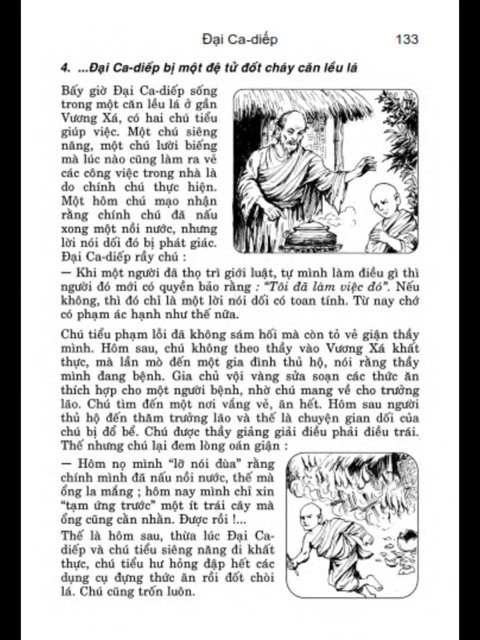 Đại Ca-diếp 133
4. ...Đại Ca-diếp bị một đệ tử đốt cháy căn lều lá
Bấy giờ Đại Ca-diếp sống
trong một căn lều lá ở gần
Vương Xá, có hai chú tiểu
giúp việc. Một chú siêng
năng, một chú lười biếng
mà lúc nào cũng làm ra vẻ
các công việc trong nhà là
do chính chú thực hiện.
Một hôm chú mạo nhận
rằng chính chú đã nấu
xong một nồi nước, nhưng
lời nói dối đó bị phát giác.
Đại Ca-diếp rầy chú :
— Khi một người đã thọ trì giới luật, tự mình làm điều gì thì
người đó mới có quyền bảo rằng : “Tôi đã làm việc đó”. Nếu
không, thì đó chỉ là một lời nói dối có toan tính. Từ nay chớ
có phạm ác hạnh như thế nữa.
Chú tiểu phạm lỗi đã không sám hối mà còn tỏ vẻ giận thầy
mình. Hôm sau, chú không theo thầy vào Vương Xá khất
thực, mà lần mò đến một gia đình thủ hộ, nói rằng thầy
mình đang bệnh. Gia chủ vội vàng sửa soạn các thức ăn
thích hợp cho một người bệnh, nhờ chú mang về cho trưởng
lão. Chú tìm đến một nơi vắng vẻ, ăn hết. Hôm sau người
thủ hộ đến thăm trưởng lão và thế là chuyện gian dối của
chú bị đổ bể. Chú được thầy giảng giải điều phải điều trái.
Thế nhưng chú lại đem lòng oán giận :
— Hôm nọ mình “lỡ nói đùa” rằng
chính mình đã nấu nồi nước, thế mà
ổng la mắng ; hôm nay mình chỉ xin
“tạm ứng trước” một ít trái cây mà
ổng cũng cằn nhằn. Được rồi !...
Thế là hôm sau, thừa lúc Đại Ca-
diếp và chú tiểu siêng năng đi khất
thực, chú tiểu hư hỏng đập hết các
dụng cụ đựng thức ăn rồi đốt chòi
lá. Chú cũng trốn luôn.